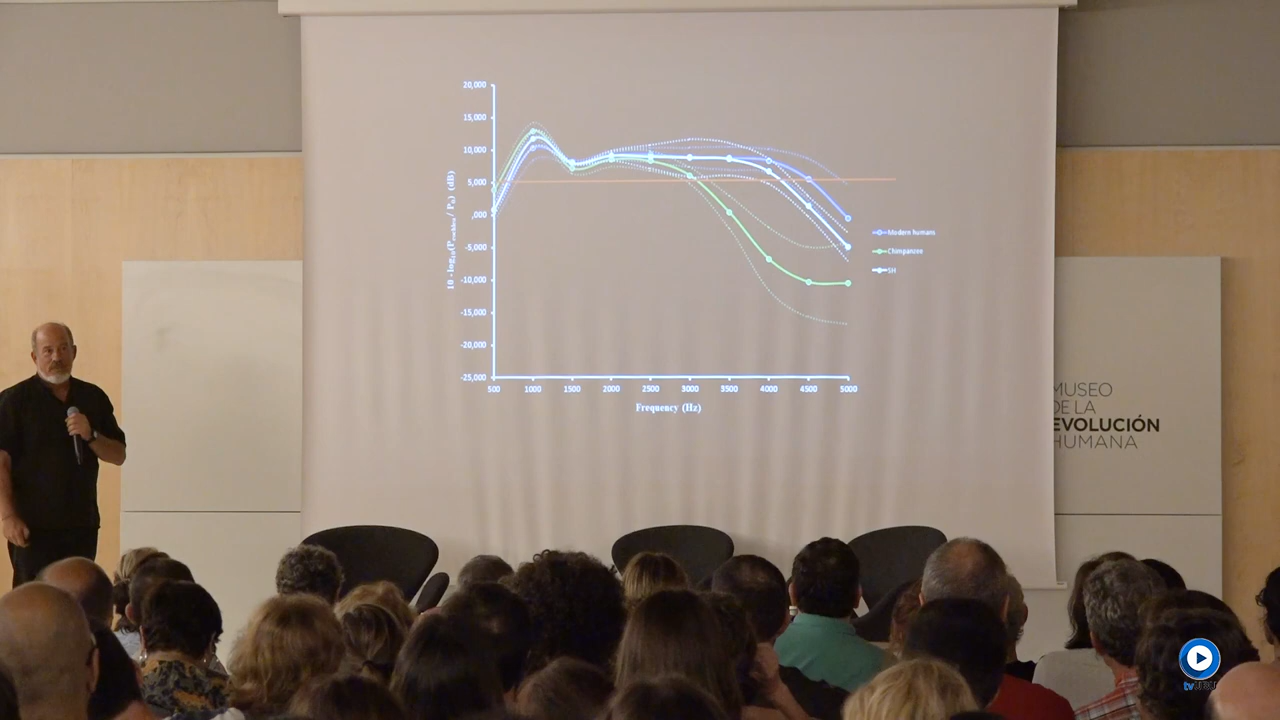 20,000
15,000
10,000
5,000
,000
-5,000
-10,000
-15,000
-20,000
-25,000
500 1000 1500 2000 2500 3000 3500 4000 4500 5000
Frequency (Hz)
Modern humans
Chimpanzee
SH
MUSEO
DE LA
EVOLUCIÓN
HUMANA